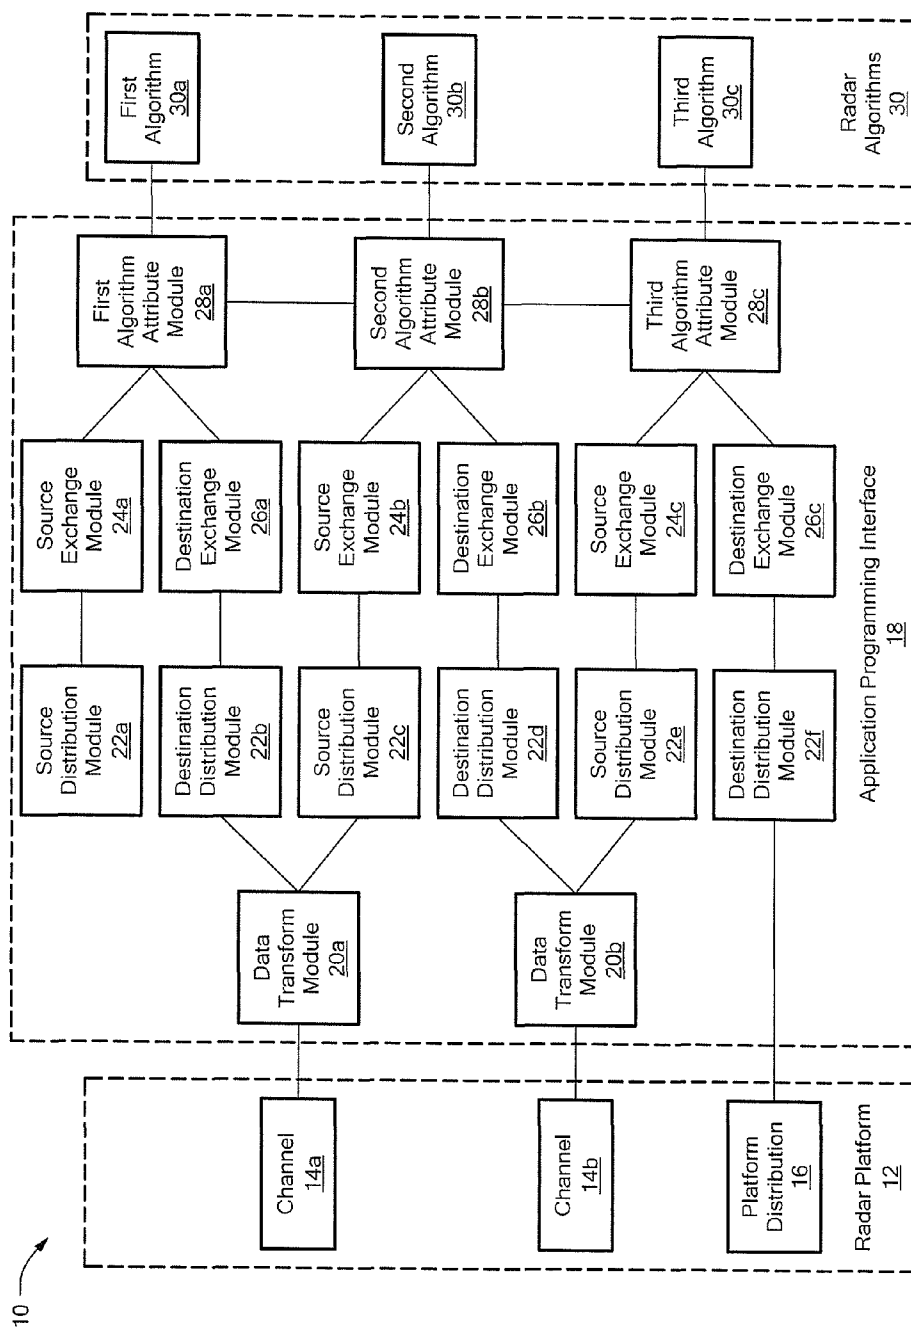 10
Channel
14a
Channel
14b
Platform
Distribution
16
Radar Platform
12
Data
Transform
Module
20a
Data
Transform
Module
20b
Source
Distribution
Module
22a
Destination
Distribution
Module
22b
Source
Distribution
Module
22c
Destination
Distribution
Module
22d
Source
Distribution
Module
22e
Destination
Distribution
Module
22f
Source
Exchange
Module
24a
Destination
Exchange
Module
26a
Source
Exchange
Module
24b
Destination
Exchange
Module
26b
Source
Exchange
Module
24c
Destination
Exchange
Module
26c
Application Programming Interface
18
First
Algorithm
Attribute
Module
28a
Second
Algorithm
Attribute
Module
28b
Third
Algorithm
Attribute
Module
28c
First
Algorithm
30a
Second
Algorithm
30b
Third
Algorithm
30c
Radar
Algorithms
30